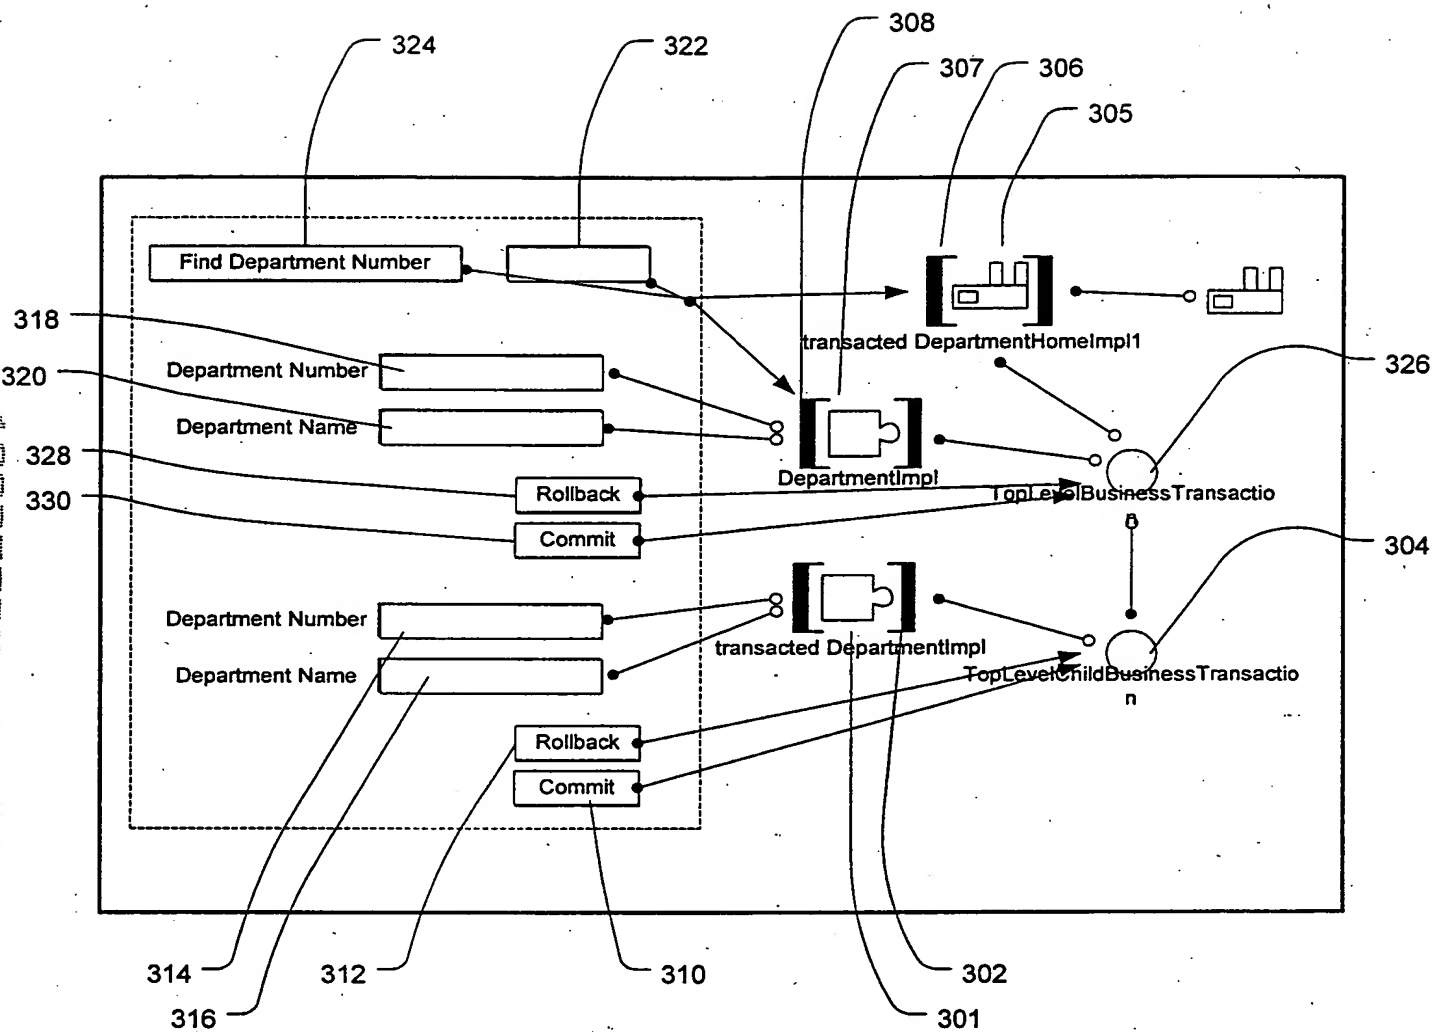 308
324
322
307
306
305
Find Department Number
318
transacted DepartmentHomeImpl1
326
320
Department Number
Department Name
328
DepartmentImpl
330
Rollback
TopLevelBusinessTransactio
n
Commit
304
Department Number
transacted DepartmentImpl
Department Name
TopLevelChildBusinessTransactio
n
Rollback
Commit
314
312
310
302
316
301